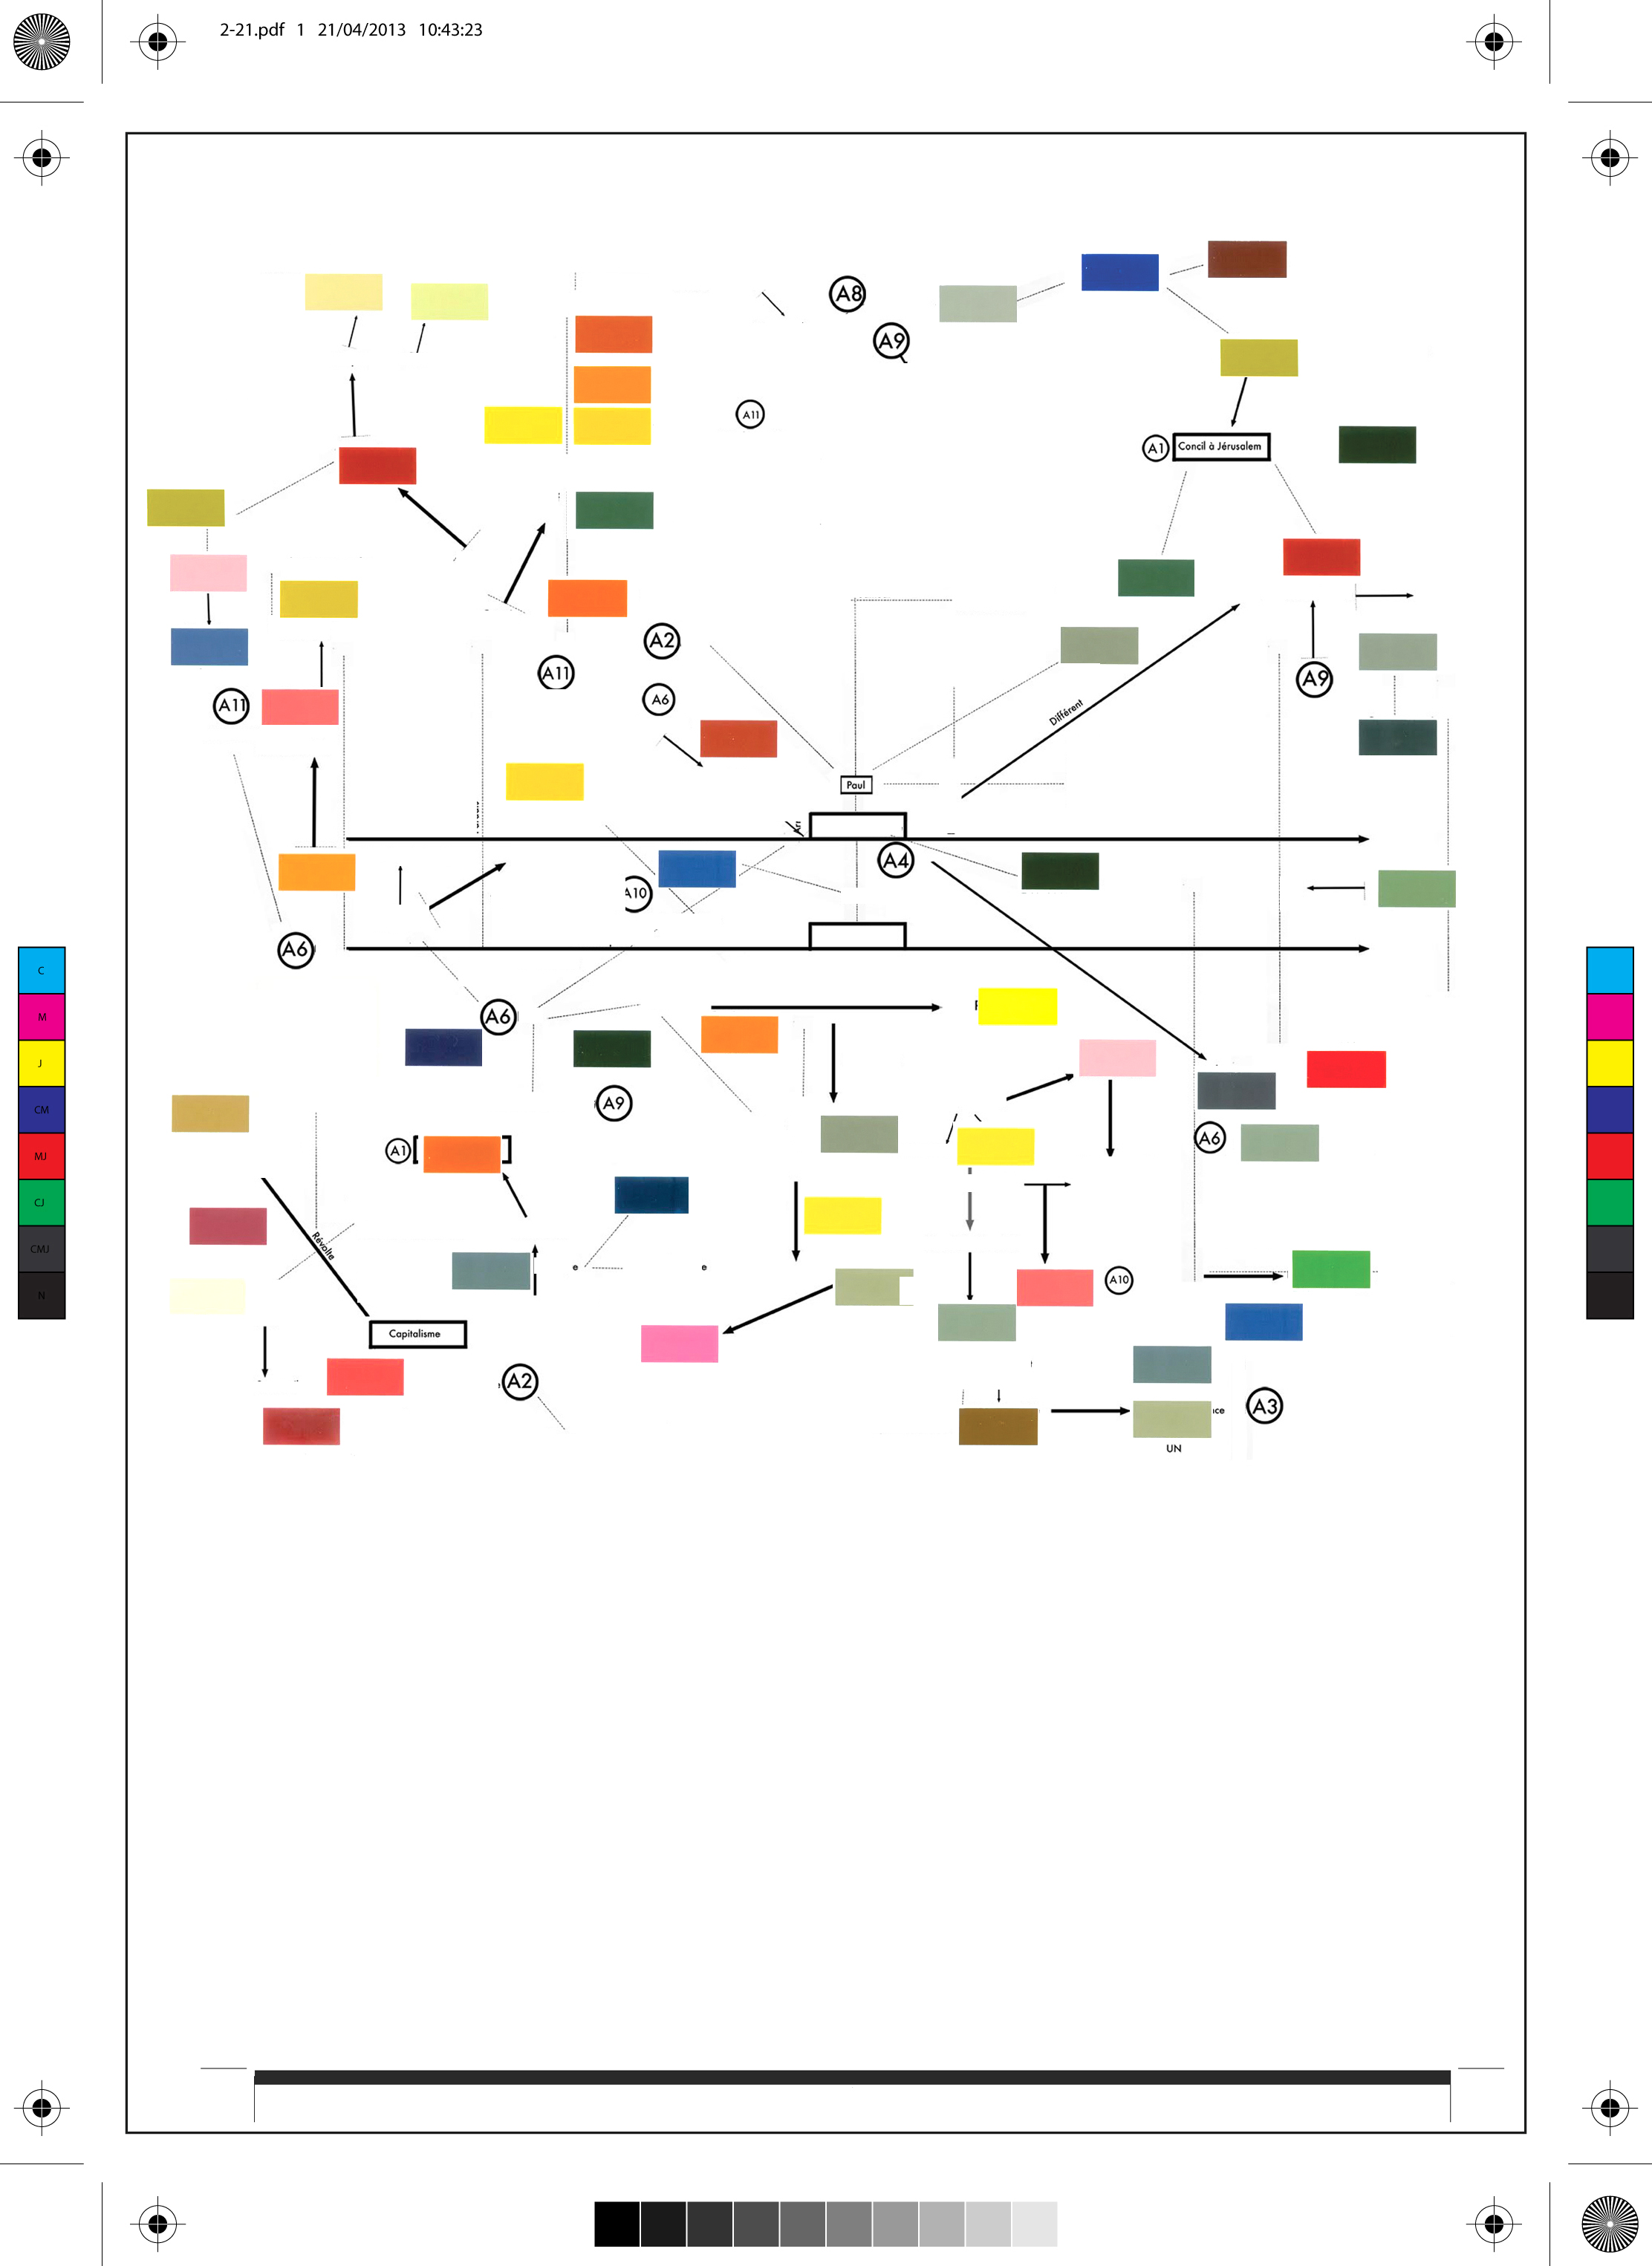 2-21.pdf 1 21/04/2013 10:43:23
A8
A9
A11
A1 Concil à Jérusalem
A2
A11
A9
A11
A6
Différent
Paul
A4
A10
A6
A6
A9
A1
A6
Révolte
A10
Capitalisme
A2
A3
UN
C
M
J
CM
MJ
CJ
CMJ
N